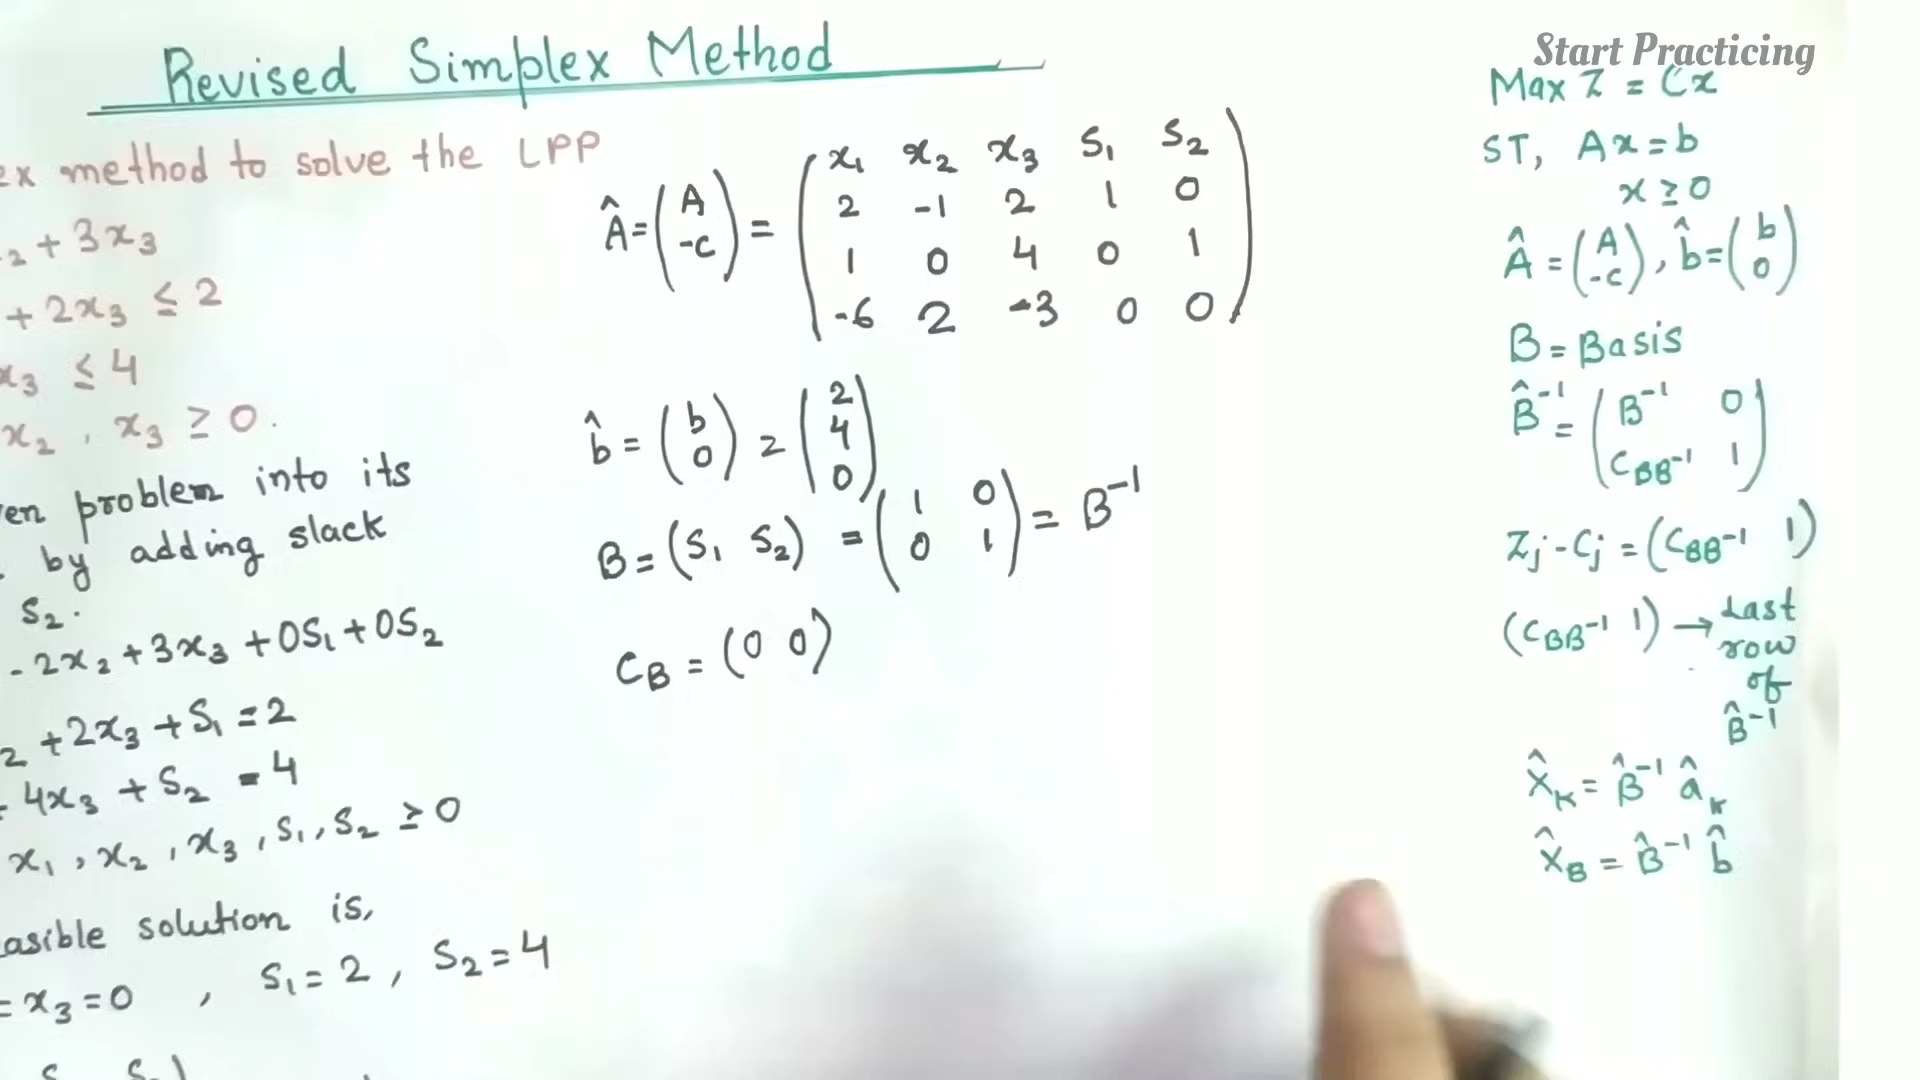 Start Practicing
Revised Simplex Method
ex method to solve the LPP
2 + 3x3
+ 2x3 ≤ 2
x3 ≤ 4
x2 , x3 ≥ 0.
en problem into its
by adding slack
S2.
- 2x2 + 3x3 + 0S1 + 0S2
2 + 2x3 + S1 = 2
4x3 + S2 = 4
x1, x2, x3, S1, S2 ≥ 0
asible solution is,
= x3 = 0 , S1 = 2 , S2 = 4
x1 x2 x3 S1 S2
Â = (A -C) = 2 -1 2 1 0
1 0 4 0 1
-6 2 -3 0 0
b̂ = (b 0) = (2 4 0)
B = (S1 S2) = (1 0
0 1) = B⁻¹
CB = (0 0)
Max Z = Cx
ST, Ax = b
x ≥ 0
Â = (A -C), b̂ = (b 0)
B = Basis
B̂⁻¹ = (B⁻¹ 0
CBB⁻¹ 1)
Zj - Cj = (CBB⁻¹ 1)
(CBB⁻¹ 1) → Last
row
of
B̂⁻¹
X̂K = B̂⁻¹ âK
X̂B = B̂⁻¹ b̂